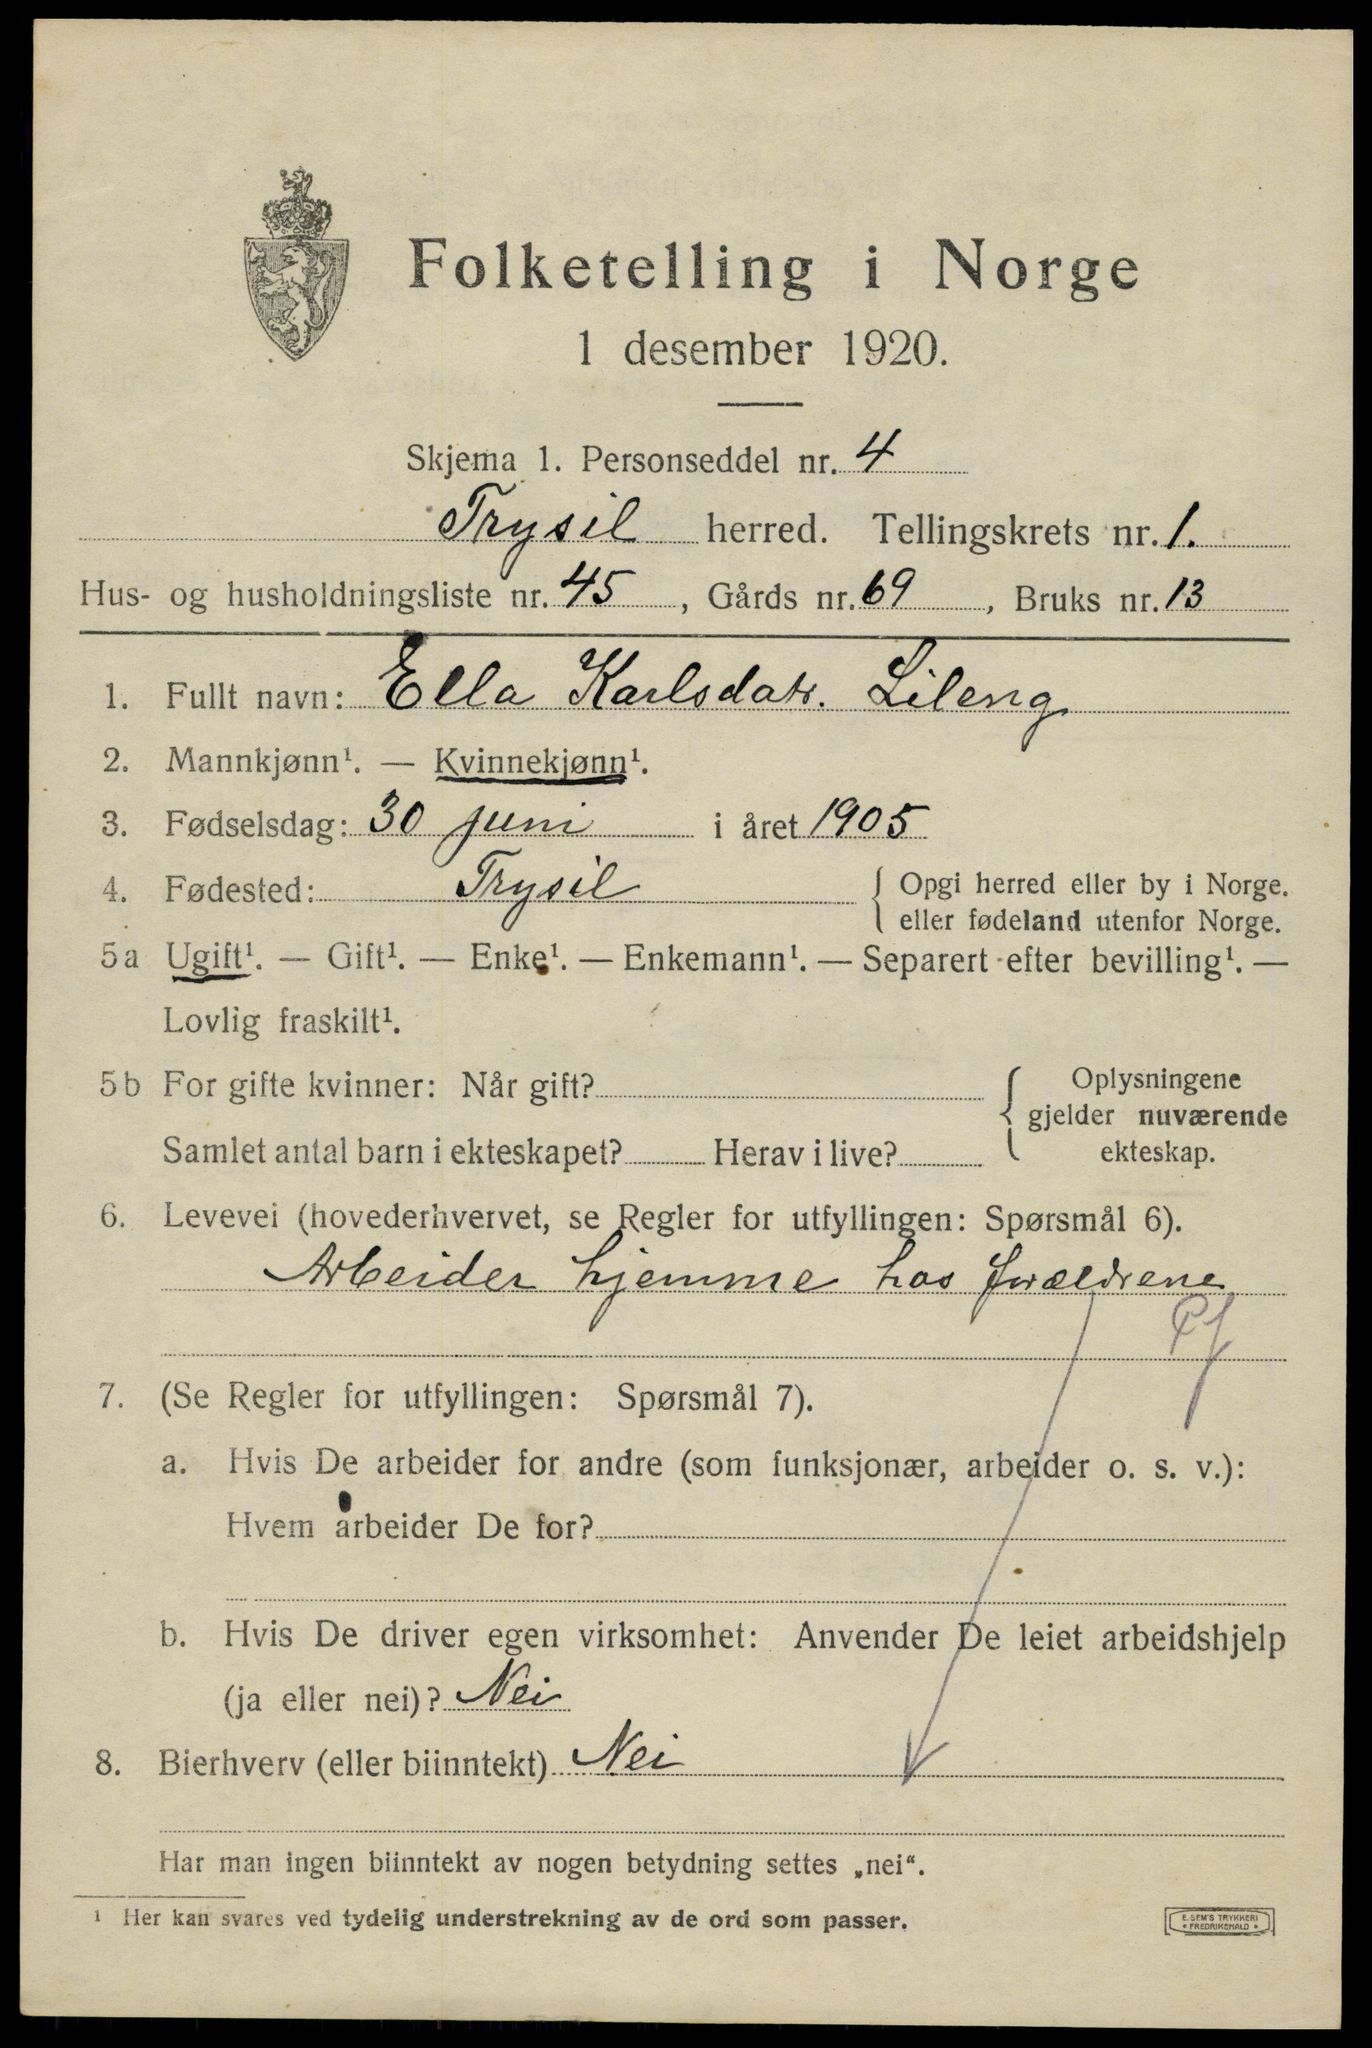 Folketelling i Norge
1 desember 1920.
Skjema 1. Personseddel nr. 4
Trysil herred. Tellingskrets nr. 1.
Hus- og husholdningsliste nr. 45, Gårds nr. 69, Bruks nr. 13
1. Fullt navn: Ella Karlsdatr. Lileng
2. Mannkjønn¹. — Kvinnekjønn¹.
3. Fødselsdag: 30 juni i året 1905
4. Fødested: Trysil { Opgi herred eller by i Norge.
eller fødeland utenfor Norge.
5a Ugift¹. — Gift¹. — Enke¹. — Enkemann¹. — Separert efter bevilling¹. —
Lovlig fraskilt¹.
5b For gifte kvinner: Når gift?
Samlet antal barn i ekteskapet? Herav i live?
Oplysningene
gjelder nuværende
ekteskap.
6. Levevei (hovederhvervet, se Regler for utfyllingen: Spørsmål 6).
Arbeider hjemme hos forældrene
7. (Se Regler for utfyllingen: Spørsmål 7).
a. Hvis De arbeider for andre (som funksjonær, arbeider o. s. v.):
Hvem arbeider De for?
b. Hvis De driver egen virksomhet: Anvender De leiet arbeidshjelp
(ja eller nei)? Nei
8. Bierhverv (eller biinntekt) Nei
Har man ingen biinntekt av nogen betydning settes „nei“.
¹ Her kan svares ved tydelig understrekning av de ord som passer.
E. SEM'S TRYKKERI
FREDRIKSHALD